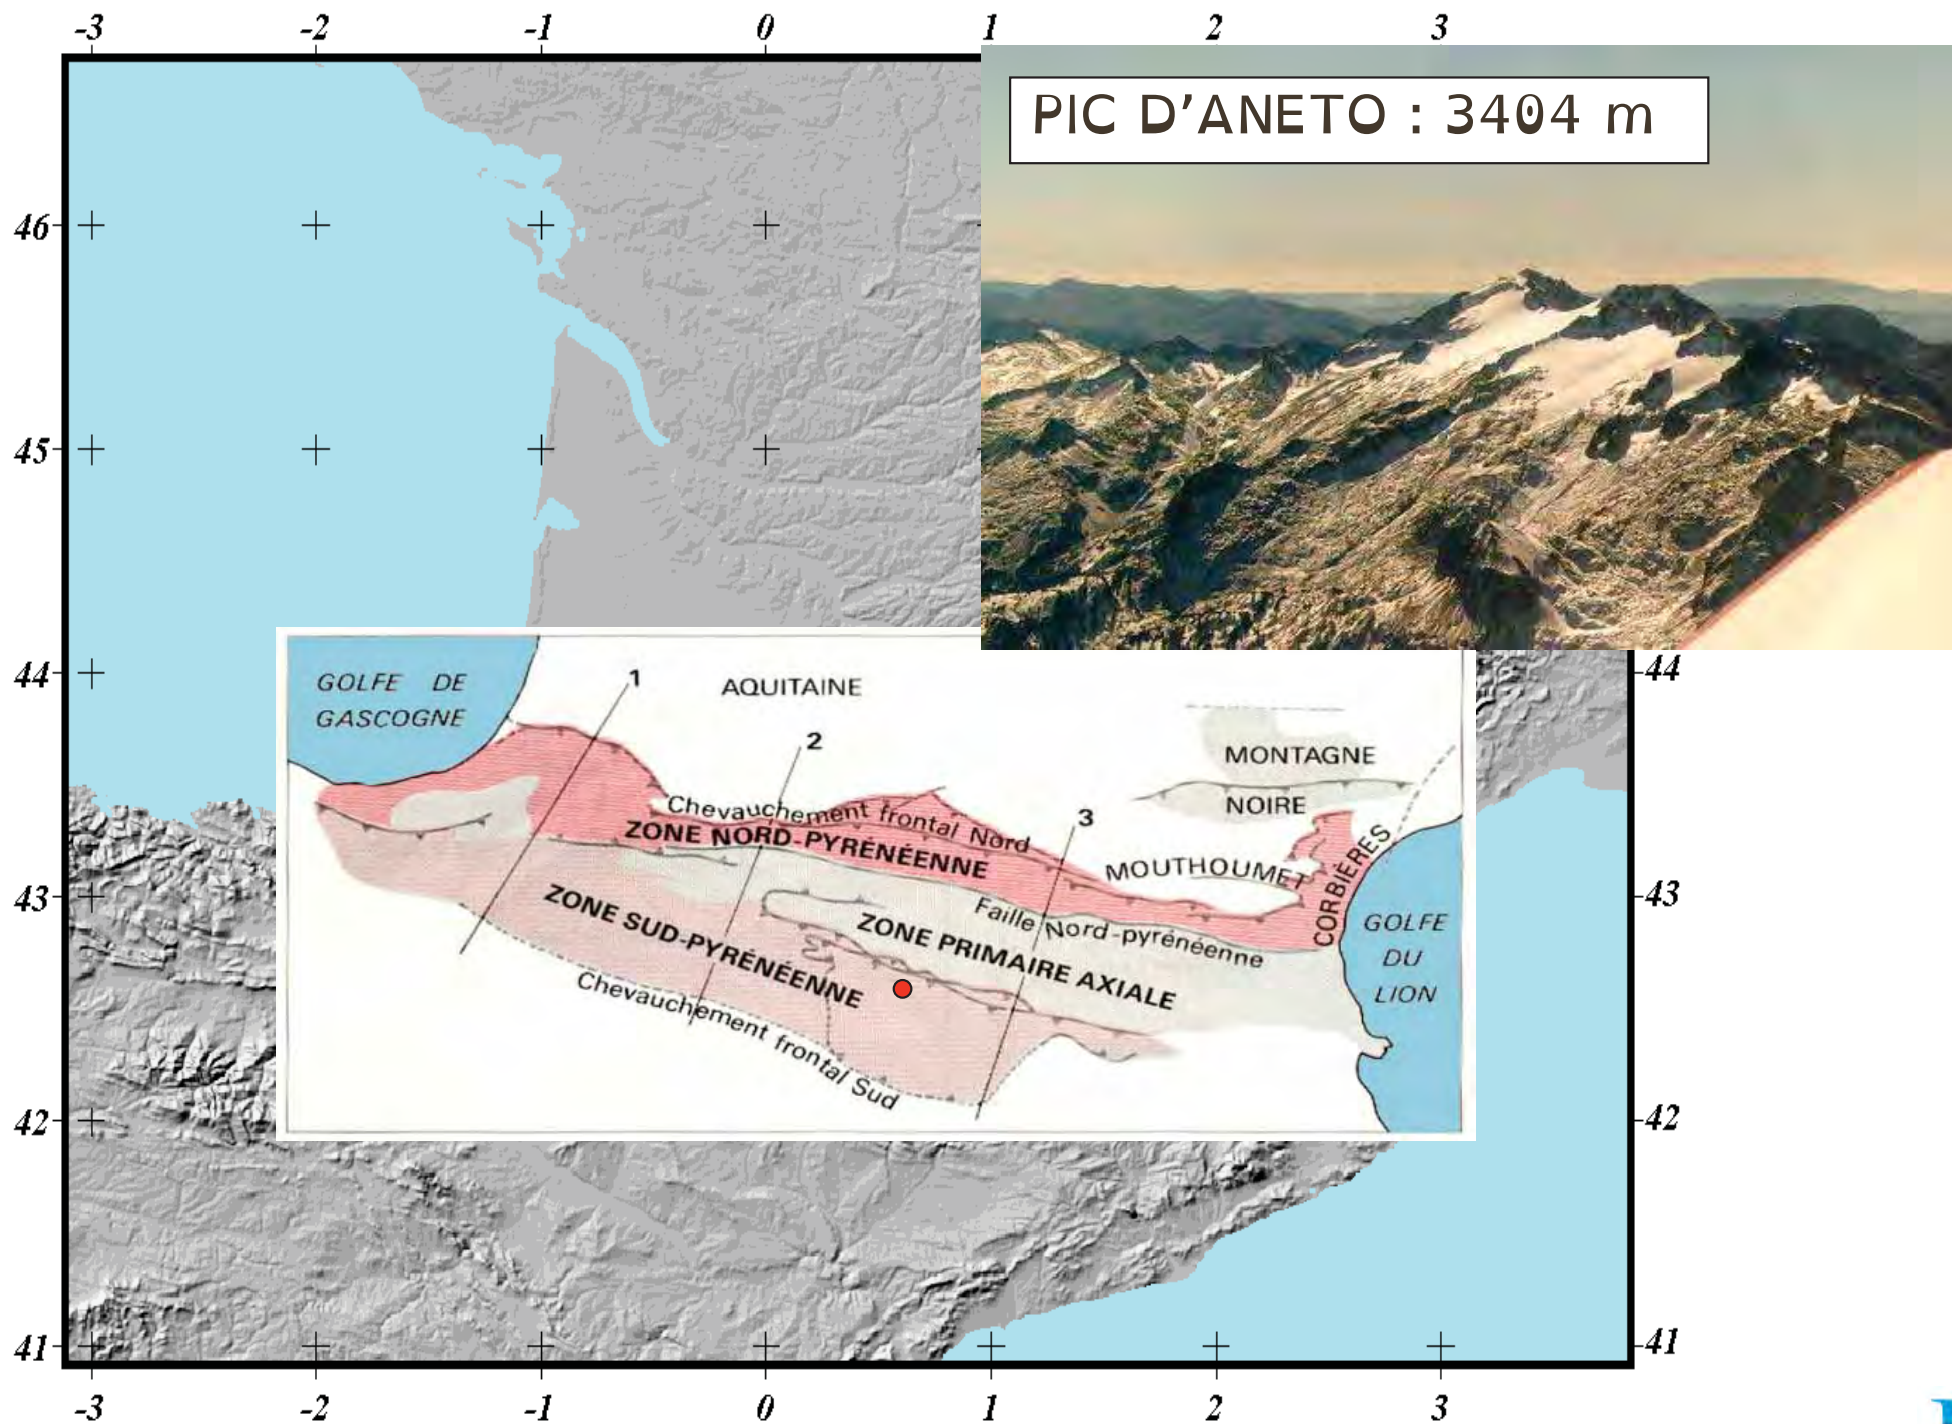 -3 -2 -1 0 1 2 3
PIC D’ANETO : 3404 m
46
45
44 44
GOLFE DE
GASCOGNE
1
AQUITAINE
2
MONTAGNE
NOIRE
Chevauchement frontal Nord
3
ZONE NORD-PYRÉNÉENNE
MOUTHOUMET
CORBIÈRES
43 43
ZONE SUD-PYRÉNÉENNE
ZONE PRIMAIRE AXIALE
Faille Nord-pyrénéenne
GOLFE
DU
LION
Chevauchement frontal Sud
42 42
41 41
-3 -2 -1 0 1 2 3